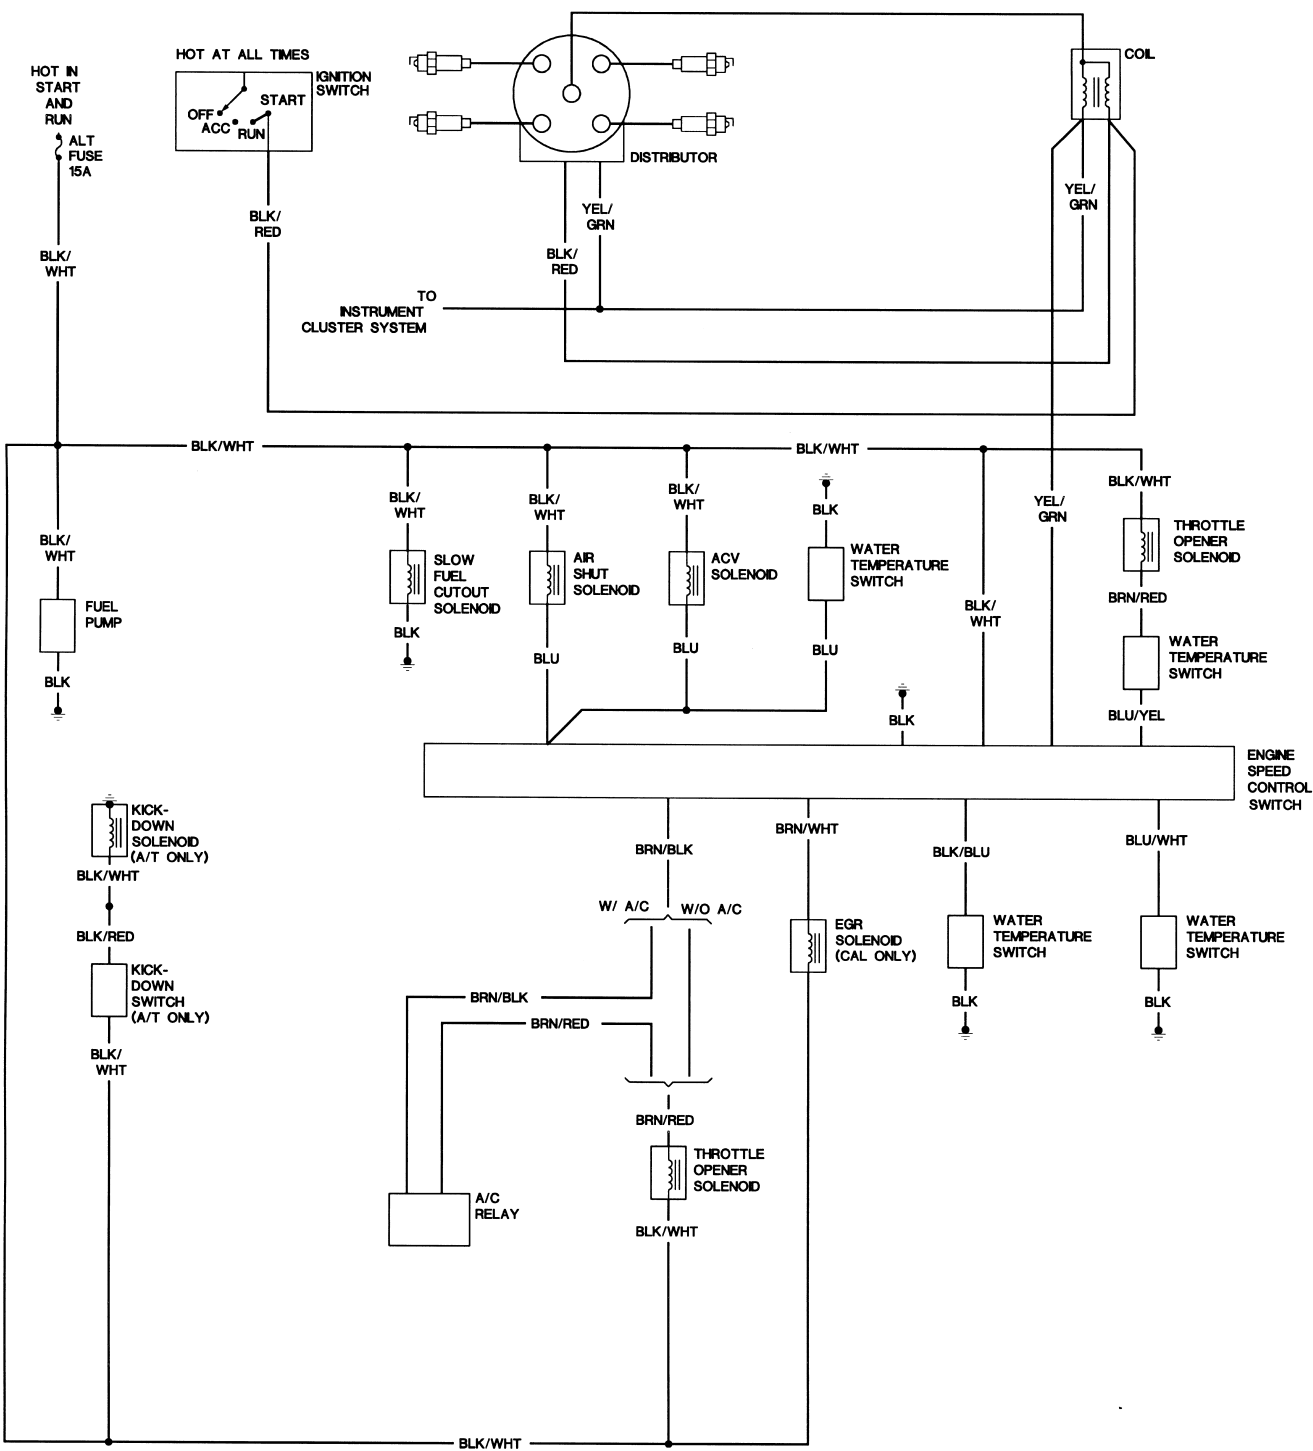 HOT IN
START
AND
RUN
ALT
FUSE
15A
HOT AT ALL TIMES
IGNITION
SWITCH
OFF
ACC
RUN
START
DISTRIBUTOR
COIL
BLK/
RED
YEL/
GRN
BLK/
RED
YEL/
GRN
BLK/
WHT
TO
INSTRUMENT
CLUSTER SYSTEM
BLK/WHT
BLK/WHT
BLK/
WHT
BLK/
WHT
BLK/
WHT
BLK/
WHT
BLK
YEL/
GRN
BLK/WHT
SLOW
FUEL
CUTOUT
SOLENOID
AIR
SHUT
SOLENOID
ACV
SOLENOID
WATER
TEMPERATURE
SWITCH
THROTTLE
OPENER
SOLENOID
FUEL
PUMP
BLK/
WHT
BRN/RED
BLK
BLU
BLU
BLU
WATER
TEMPERATURE
SWITCH
BLK
BLK
BLU/YEL
ENGINE
SPEED
CONTROL
SWITCH
KICK-
DOWN
SOLENOID
(A/T ONLY)
BLK/WHT
BLK/RED
KICK-
DOWN
SWITCH
(A/T ONLY)
BLK/
WHT
BRN/BLK
BRN/WHT
BLK/BLU
BLU/WHT
W/ A/C
W/O A/C
EGR
SOLENOID
(CAL ONLY)
WATER
TEMPERATURE
SWITCH
WATER
TEMPERATURE
SWITCH
BRN/BLK
BRN/RED
BLK
BLK
BRN/RED
THROTTLE
OPENER
SOLENOID
A/C
RELAY
BLK/WHT
BLK/WHT